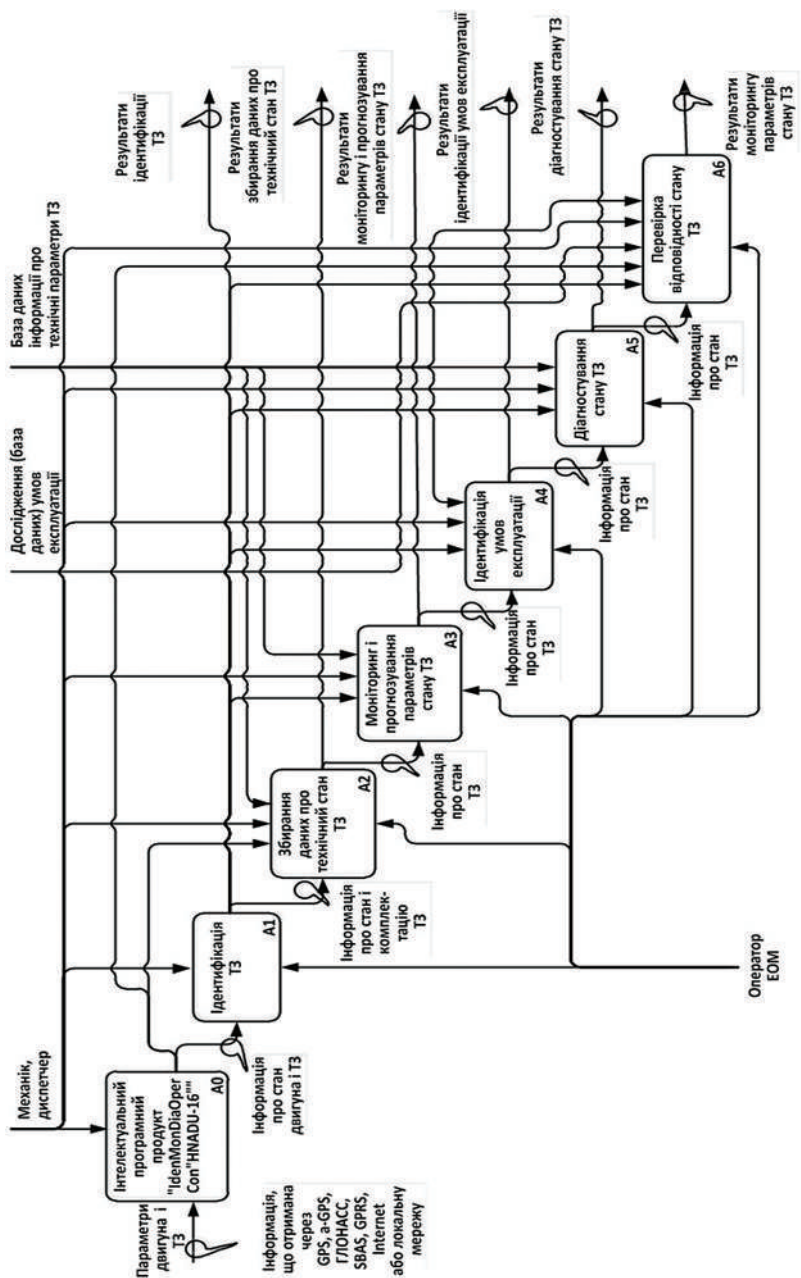 Механік,
диспетчер
Дослідження (база
даних) умов
експлуатації
База даних
інформації про
технічні параметри ТЗ
Параметри
двигуна і
ТЗ
Інформація,
що отримана
через
GPS, a-GPS,
ГЛОНАСС,
SBAS, GPRS,
Internet
або локальну
мережу
Інтелектуальний
програмний
продукт
"IdenMonDiaOper
Con"HNADU-16""
A0
Інформація
про стан
двигуна і ТЗ
Ідентифікація
ТЗ
A1
Інформація
про стан і
комплек-
тацію
ТЗ
Збирання
даних про
технічний стан
ТЗ
A2
Інформація
про стан
ТЗ
Моніторинг і
прогнозування
параметрів
стану ТЗ
A3
Інформація
про стан
ТЗ
Ідентифікація
умов
експлуатації
A4
Інформація
про стан
ТЗ
Діагностування
стану ТЗ
A5
Інформація
про стан
ТЗ
Перевірка
відповідності стану
ТЗ
A6
Результати
ідентифікації
ТЗ
Результати
збирання даних про
технічний стан ТЗ
Результати
моніторингу і прогнозування
параметрів стану ТЗ
Результати
ідентифікації умов експлуатації
Результати
діагностування стану ТЗ
Результати
моніторингу
параметрів
стану ТЗ
Оператор
ЕОМ